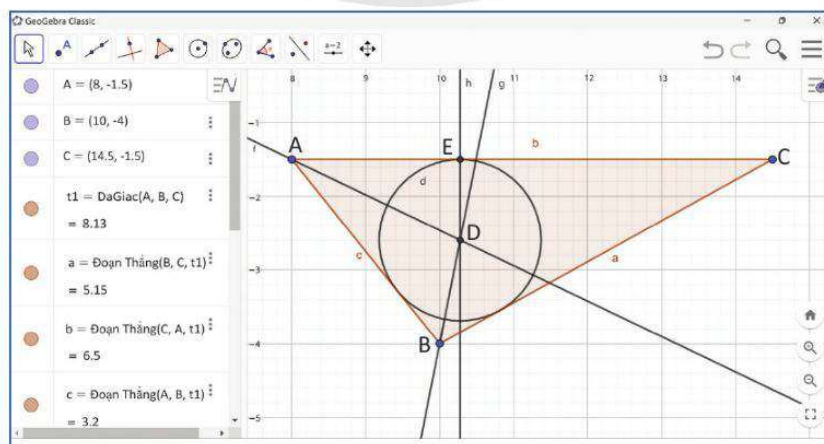 GeoGebra Classic
a=2
A = (8, -1.5)
B = (10, -4)
C = (14.5, -1.5)
t1 = DaGiac(A, B, C)
= 8.13
a = Đoạn Thẳng(B, C, t1)
= 5.15
b = Đoạn Thẳng(C, A, t1)
= 6.5
c = Đoạn Thẳng(A, B, t1)
= 3.2
8 9 10 11 12 13 14
h g
-1
f A E b C
d
-2
D
c a
-3
B
-4
-5